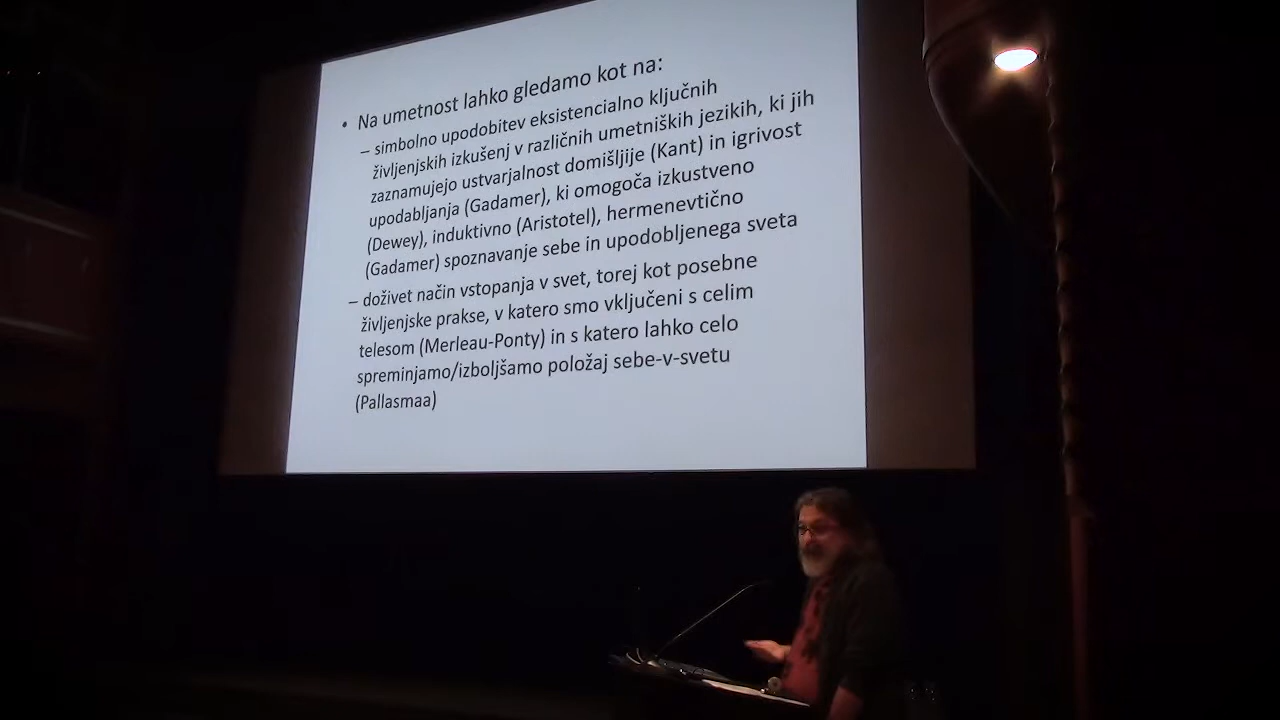 • Na umetnost lahko gledamo kot na:
– simbolno upodobitev eksistencialno ključnih
življenjskih izkušenj v različnih umetniških jezikih, ki jih
zaznamujejo ustvarjalnost domišljije (Kant) in igrivost
upodabljanja (Gadamer), ki omogoča izkustveno
(Dewey), induktivno (Aristotel), hermenevtično
(Gadamer) spoznavanje sebe in upodobljenega sveta
– doživet način vstopanja v svet, torej kot posebne
življenjske prakse, v katero smo vključeni s celim
telesom (Merleau-Ponty) in s katero lahko celo
spreminjamo/izboljšamo položaj sebe-v-svetu
(Pallasmaa)